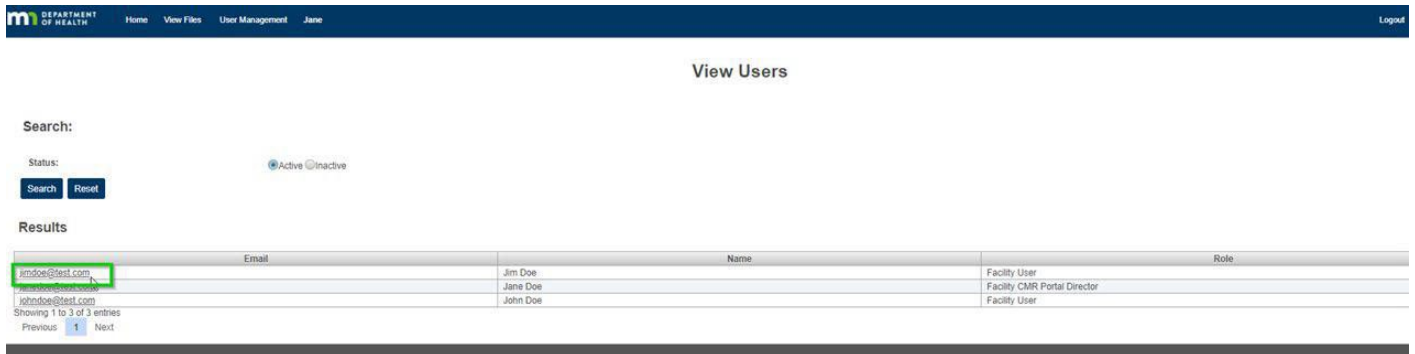 DEPARTMENT OF HEALTH Home View Files User Management Jane Logout
View Users
Search:
Status: Active Inactive
Search Reset
Results
Email Name Role
jimdoe@test.com Jim Doe Facility User
Jane Doe Facility CMR Portal Director
johndoe@test.com John Doe Facility User
Showing 1 to 3 of 3 entries
Previous 1 Next